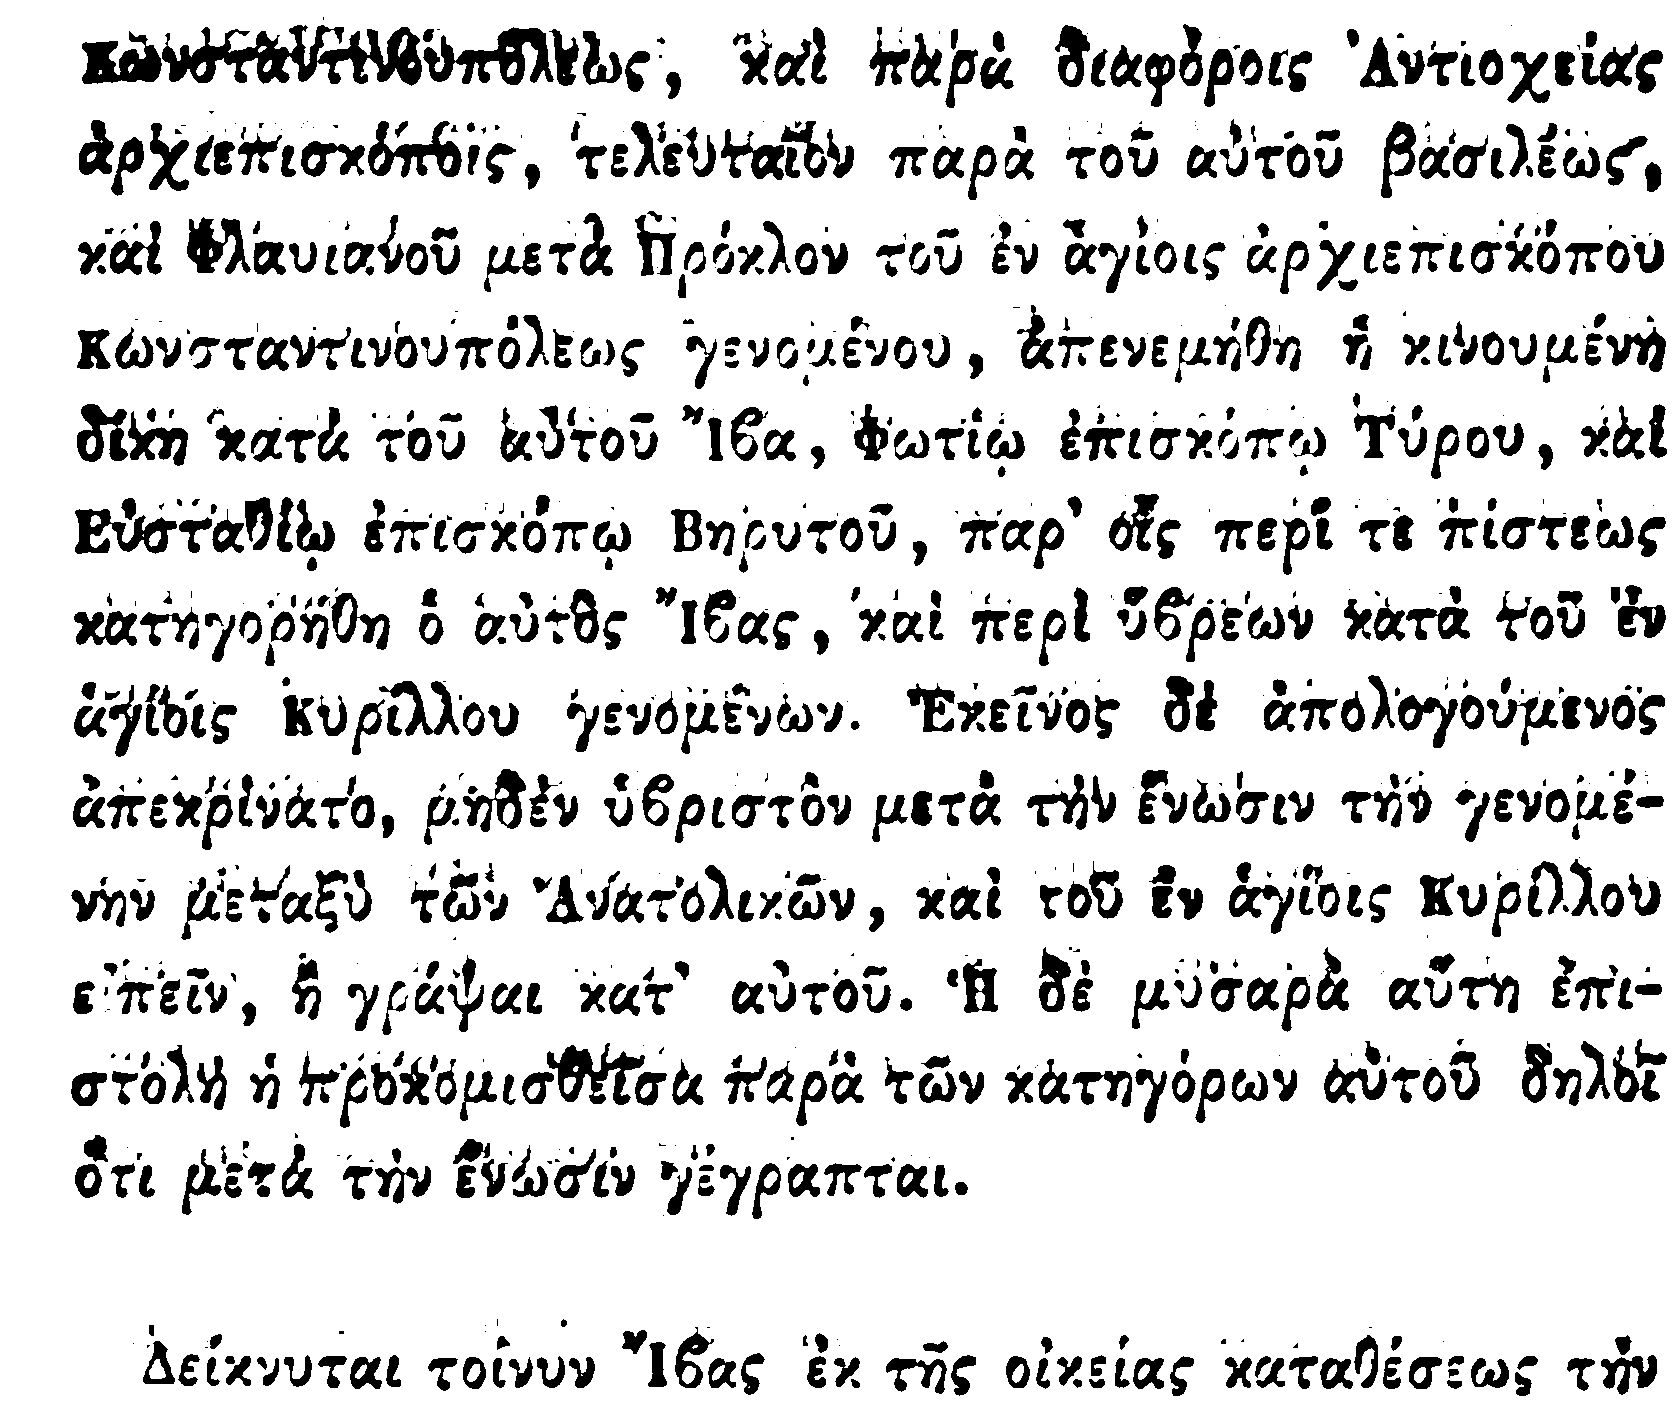 Κωνσταντινουπόλεως, καὶ παρὰ διαφόροις Ἀντιοχείας
ἀρχιεπισκόποις, τελευταῖον παρὰ τοῦ αὐτοῦ βασιλέως,
καὶ Φλαυιανοῦ μετὰ Πρόκλον τοῦ ἐν ἁγίοις ἀρχιεπισκόπου
Κωνσταντινουπόλεως γενομένου, ἀπενεμήθη ἡ κινουμένη
δίκη κατὰ τοῦ αὐτοῦ Ἴβα, Φωτίῳ ἐπισκόπῳ Τύρου, καὶ
Εὐσταθίῳ ἐπισκόπῳ Βηρυτοῦ, παρ' οἷς περί τε πίστεως
κατηγορήθη ὁ αὐτὸς Ἴβας, καὶ περὶ ὕβρεων κατὰ τοῦ ἐν
ἁγίοις Κυρίλλου γενομένων. Ἐκεῖνος δὲ ἀπολογούμενος
ἀπεκρίνατο, μηδὲν ὑβριστὸν μετὰ τὴν ἕνωσιν τὴν γενομέ-
νην μεταξὺ τῶν Ἀνατολικῶν, καὶ τοῦ ἐν ἁγίοις Κυρίλλου
εἰπεῖν, ἢ γράψαι κατ' αὐτοῦ. Ἡ δὲ μυσαρὰ αὕτη ἐπι-
στολὴ ἡ προκομισθεῖσα παρὰ τῶν κατηγόρων αὐτοῦ δηλοῖ
ὅτι μετὰ τὴν ἕνωσιν γέγραπται.
Δείκνυται τοίνυν Ἴβας ἐκ τῆς οἰκείας καταθέσεως τὴν